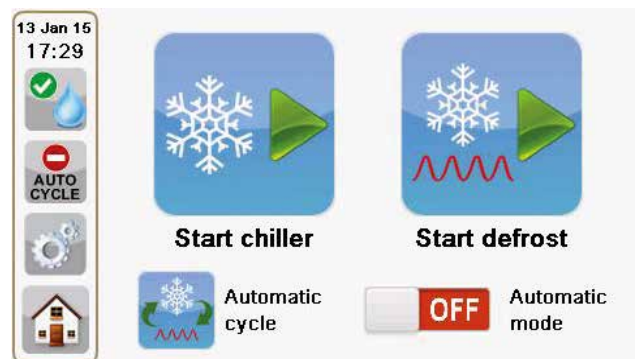 13 Jan 15
17:29
AUTO
CYCLE
Start chiller
Start defrost
Automatic
cycle
OFF
Automatic
mode